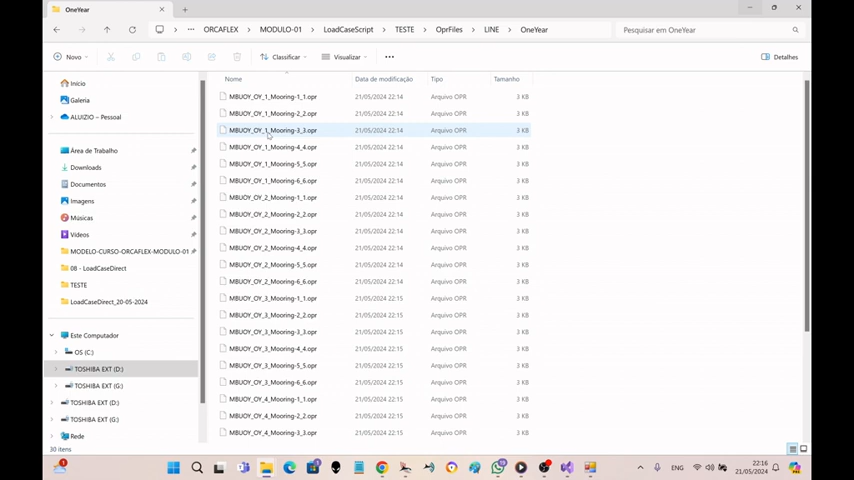 OneYear
ORCAFLEX > MODULO-01 > LoadCaseScript > TESTE > OprFiles > LINE > OneYear
Pesquisar em OneYear
Novo
Classificar
Visualizar
Detalhes
Nome Data de modificação Tipo Tamanho
Início
Galeria
ALUIZIO – Pessoal
Área de Trabalho
Downloads
Documentos
Imagens
Músicas
Vídeos
MODELO-CURSO-ORCAFLEX-MODULO-01
08 - LoadCaseDirect
TESTE
LoadCaseDirect_20-05-2024
Este Computador
OS (C:)
TOSHIBA EXT (D:)
TOSHIBA EXT (G:)
TOSHIBA EXT (D:)
TOSHIBA EXT (G:)
Rede
MBUOY_OY_1_Mooring-1_1.opr 21/05/2024 22:14 Arquivo OPR 3 KB
MBUOY_OY_1_Mooring-2_2.opr 21/05/2024 22:14 Arquivo OPR 3 KB
MBUOY_OY_1_Mooring-3_3.opr 21/05/2024 22:14 Arquivo OPR 3 KB
MBUOY_OY_1_Mooring-4_4.opr 21/05/2024 22:14 Arquivo OPR 3 KB
MBUOY_OY_1_Mooring-5_5.opr 21/05/2024 22:14 Arquivo OPR 3 KB
MBUOY_OY_1_Mooring-6_6.opr 21/05/2024 22:14 Arquivo OPR 3 KB
MBUOY_OY_2_Mooring-1_1.opr 21/05/2024 22:14 Arquivo OPR 3 KB
MBUOY_OY_2_Mooring-2_2.opr 21/05/2024 22:14 Arquivo OPR 3 KB
MBUOY_OY_2_Mooring-3_3.opr 21/05/2024 22:14 Arquivo OPR 3 KB
MBUOY_OY_2_Mooring-4_4.opr 21/05/2024 22:14 Arquivo OPR 3 KB
MBUOY_OY_2_Mooring-5_5.opr 21/05/2024 22:14 Arquivo OPR 3 KB
MBUOY_OY_2_Mooring-6_6.opr 21/05/2024 22:14 Arquivo OPR 3 KB
MBUOY_OY_3_Mooring-1_1.opr 21/05/2024 22:15 Arquivo OPR 3 KB
MBUOY_OY_3_Mooring-2_2.opr 21/05/2024 22:15 Arquivo OPR 3 KB
MBUOY_OY_3_Mooring-3_3.opr 21/05/2024 22:15 Arquivo OPR 3 KB
MBUOY_OY_3_Mooring-4_4.opr 21/05/2024 22:15 Arquivo OPR 3 KB
MBUOY_OY_3_Mooring-5_5.opr 21/05/2024 22:15 Arquivo OPR 3 KB
MBUOY_OY_3_Mooring-6_6.opr 21/05/2024 22:15 Arquivo OPR 3 KB
MBUOY_OY_4_Mooring-1_1.opr 21/05/2024 22:15 Arquivo OPR 3 KB
MBUOY_OY_4_Mooring-2_2.opr 21/05/2024 22:15 Arquivo OPR 3 KB
MBUOY_OY_4_Mooring-3_3.opr 21/05/2024 22:15 Arquivo OPR 3 KB
30 itens
ENG
22:16
21/05/2024